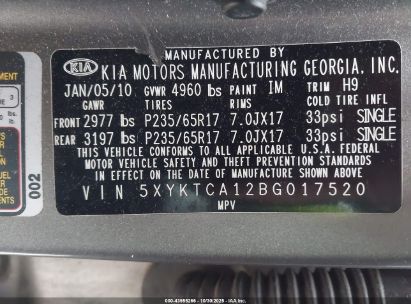 MANUFACTURED BY
KIA KIA MOTORS MANUFACTURING GEORGIA, INC.
JAN/05/10 GVWR 4960 lbs PAINT IM TRIM H9
GAWR TIRES RIMS COLD TIRE INFL
FRONT 2977 lbs P235/65R17 7.0JX17 33psi SINGLE
REAR 3197 lbs P235/65R17 7.0JX17 33psi SINGLE
THIS VEHICLE CONFORMS TO ALL APPLICABLE U.S.A. FEDERAL
MOTOR VEHICLE SAFETY AND THEFT PREVENTION STANDARDS
IN EFFECT ON THE DATE OF MANUFACTURE SHOWN ABOVE
VIN 5XYKTCA12BG017520
MPV
002